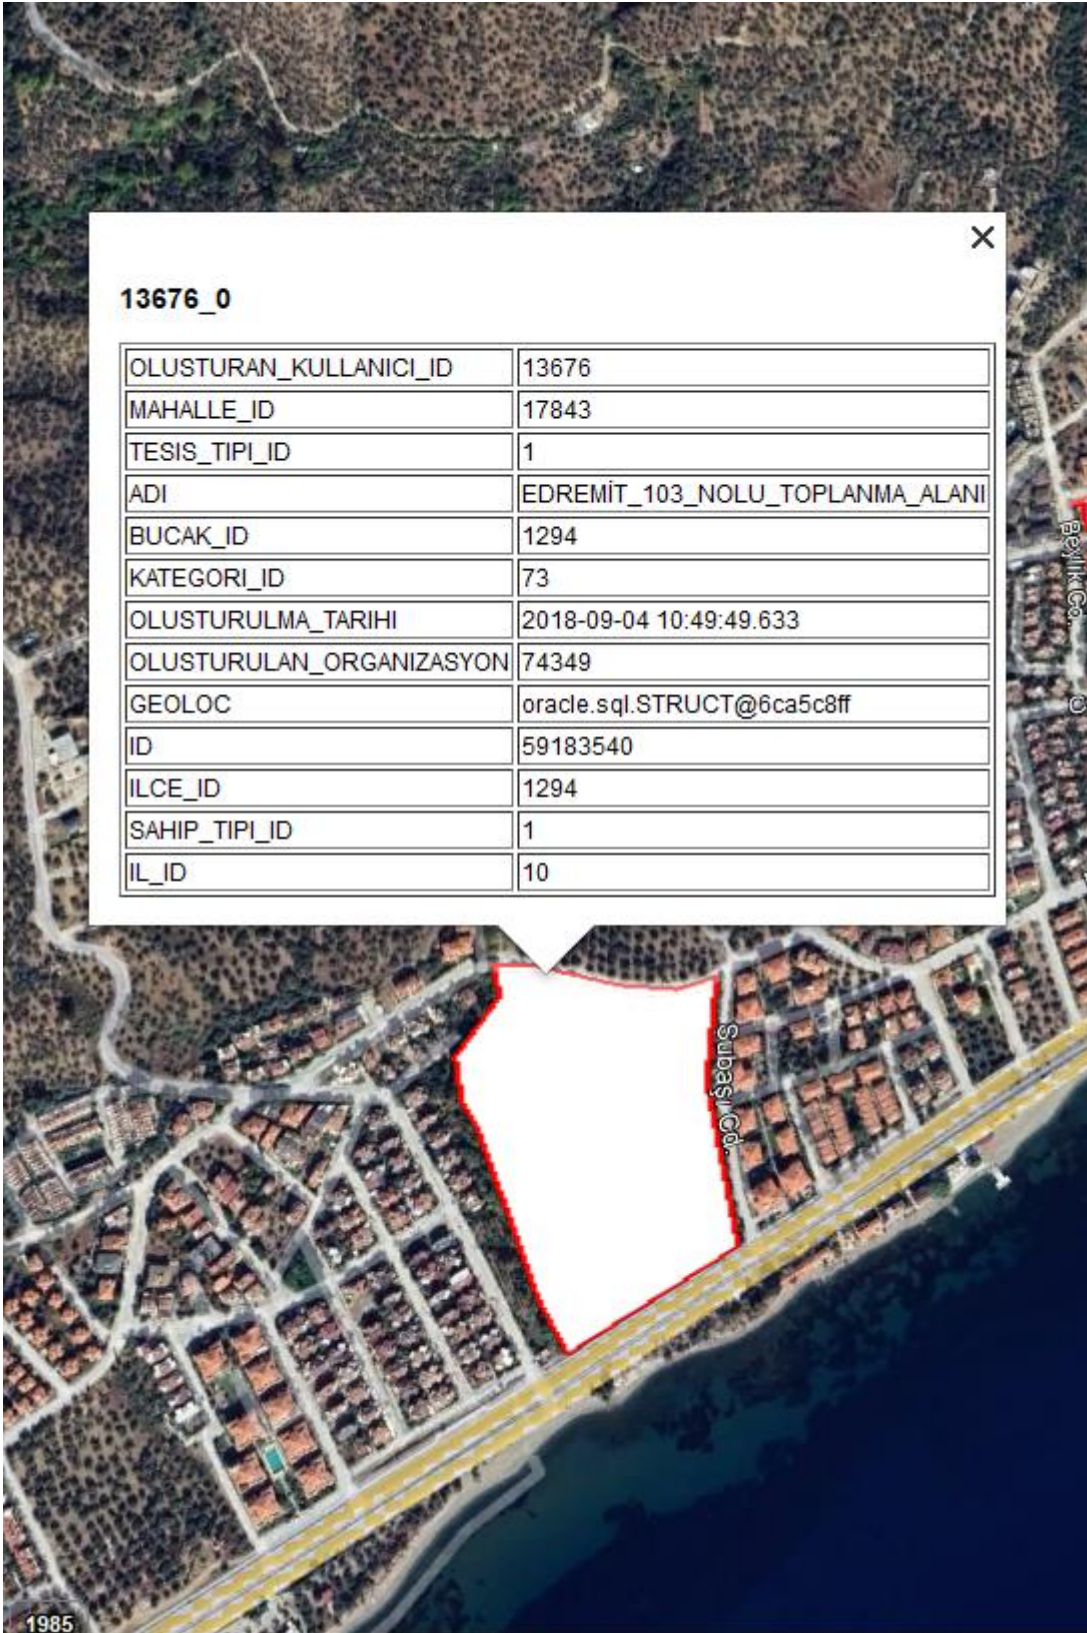 13676_0
OLUSTURAN_KULLANICI_ID 13676
MAHALLE_ID 17843
TESIS_TIPI_ID 1
ADI EDREMİT_103_NOLU_TOPLANMA_ALANI
BUCAK_ID 1294
KATEGORI_ID 73
OLUSTURULMA_TARIHI 2018-09-04 10:49:49.633
OLUSTURULAN_ORGANIZASYON 74349
GEOLOC oracle.sql.STRUCT@6ca5c8ff
ID 59183540
ILCE_ID 1294
SAHIP_TIPI_ID 1
IL_ID 10
Beylik Cd.
Subaşı Cd.
1985